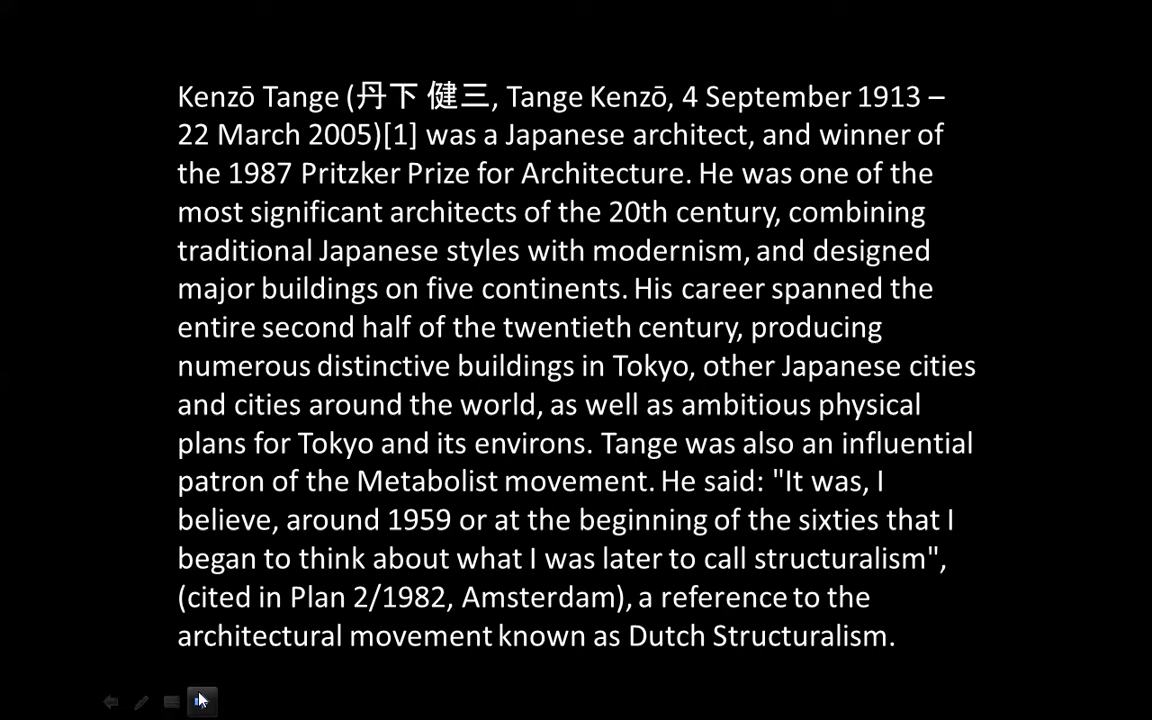 Kenzō Tange (丹下 健三, Tange Kenzō, 4 September 1913 –
22 March 2005)[1] was a Japanese architect, and winner of
the 1987 Pritzker Prize for Architecture. He was one of the
most significant architects of the 20th century, combining
traditional Japanese styles with modernism, and designed
major buildings on five continents. His career spanned the
entire second half of the twentieth century, producing
numerous distinctive buildings in Tokyo, other Japanese cities
and cities around the world, as well as ambitious physical
plans for Tokyo and its environs. Tange was also an influential
patron of the Metabolist movement. He said: "It was, I
believe, around 1959 or at the beginning of the sixties that I
began to think about what I was later to call structuralism",
(cited in Plan 2/1982, Amsterdam), a reference to the
architectural movement known as Dutch Structuralism.